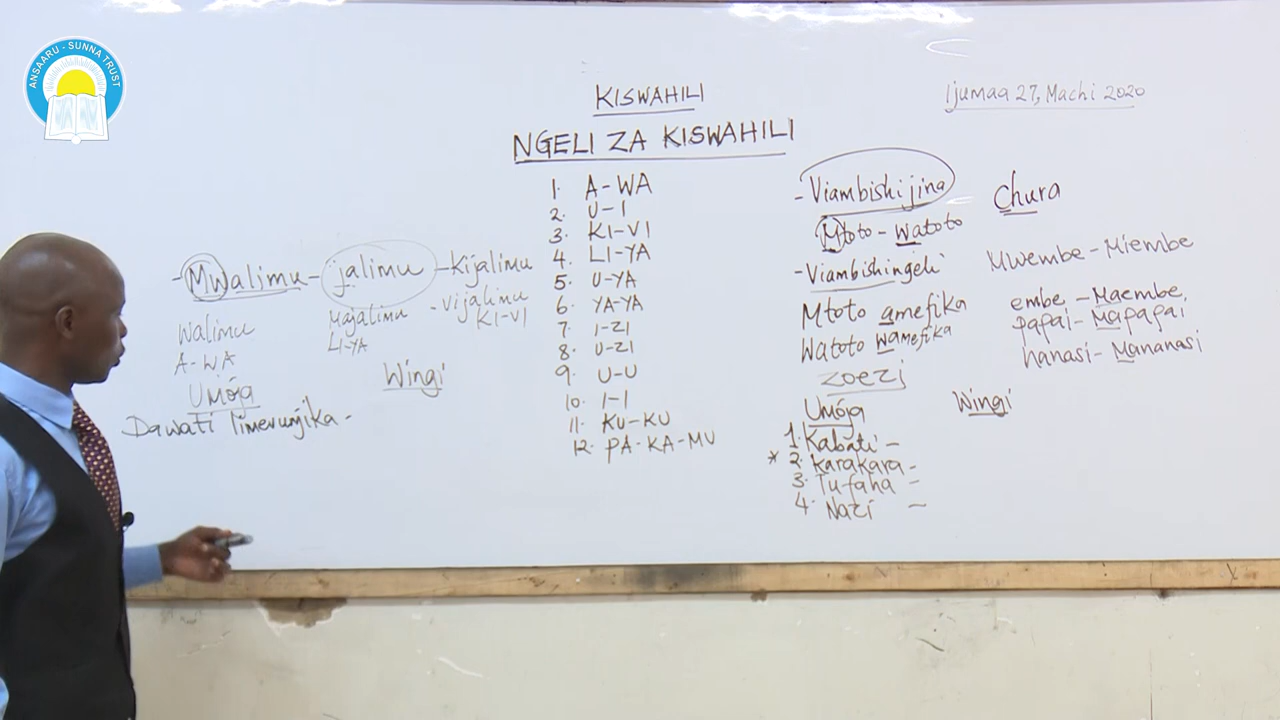 ANSAARU - SUNNA TRUST
KISWAHILI
Ijumaa 27, Machi 2020
NGELI ZA KISWAHILI
- Mwalimu - jalimu - Kijalimu
Walimu Majalimu - Vijalimu
A-WA LI-YA KI-VI
Umoja Wingi
Dawati limevunjika -
1. A-WA
2. U-I
3. KI-VI
4. LI-YA
5. U-YA
6. YA-YA
7. I-ZI
8. U-ZI
9. U-U
10. I-I
11. KU-KU
12. PA-KA-MU
- Viambishi jina Chura
Mtoto - watoto
- Viambishi ngeli Mwembe - Miembe
Mtoto amefika embe - Maembe,
Watoto wamefika papai - Mapapai
nanasi - Mananasi
Zoezi
Umoja Wingi
1. Kabati -
* 2. Karakara -
3. Tufaha -
4. Nazi -